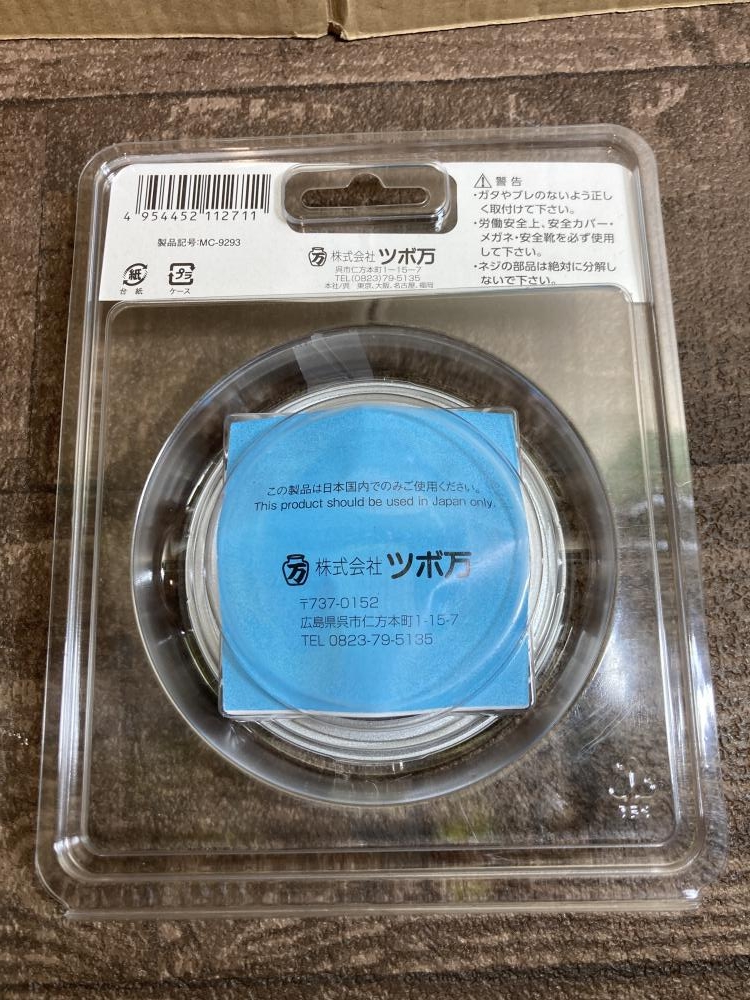 4 954452 112711
製品記号:MC-9293
紙
台 紙
プラ
ケース
万 株式会社 ツボ万
呉市仁方本町1-15-7
TEL(0823)79-5135
本社/呉 東京、大阪、名古屋、福岡
警 告
・ガタやブレのないよう正し
く取付けて下さい。
・労働安全上、安全カバー・
メガネ・安全靴を必ず使用
して下さい。
・ネジの部品は絶対に分解し
ないで下さい。
この製品は日本国内でのみご使用ください。
This product should be used in Japan only.
万 株式会社 ツボ万
〒737-0152
広島県呉市仁方本町1-15-7
TEL 0823-79-5135